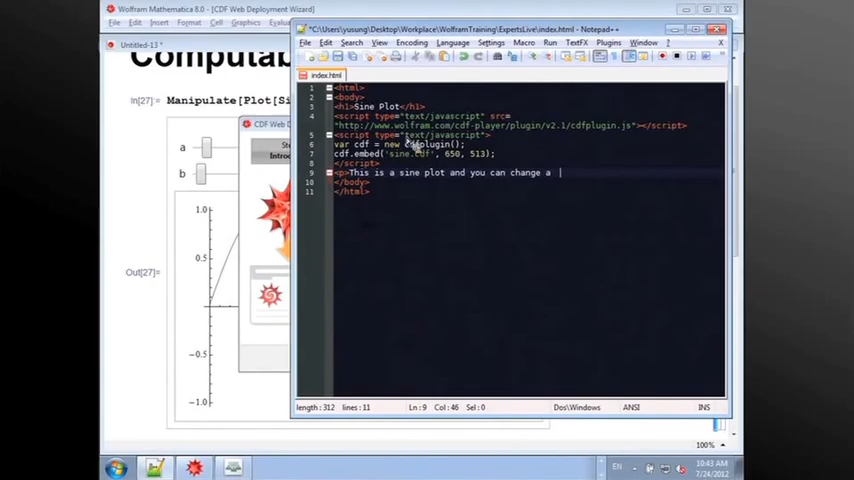 Wolfram Mathematica 8.0 - [CDF Web Deployment Wizard]
File Edit Insert Format Cell Graphics
Untitled-13 *
Computa
In[27]:= Manipulate[Plot[Si
CDF Web
Step
Introd
a
b
1.0
0.5
Out[27]=
-0.5
-1.0
*C:\Users\yusung\Desktop\Workplace\WolframTraining\ExpertsLive\index.html - Notepad++
File Edit Search View Encoding Language Settings Macro Run TextFX Plugins Window ?
index.html
1 <html>
2 <body>
3 <h1>Sine Plot</h1>
4 <script type="text/javascript" src=
"http://www.wolfram.com/cdf-player/plugin/v2.1/cdfplugin.js"></script>
5 <script type="text/javascript">
6 var cdf = new cdfplugin();
7 cdf.embed('sine.cdf', 650, 513);
8 </script>
9 <p>This is a sine plot and you can change a
10 </body>
11 </html>
length : 312 lines : 11 Ln : 9 Col : 46 Sel : 0 Dos\Windows ANSI INS
100%
EN
10:43 AM
7/24/2012